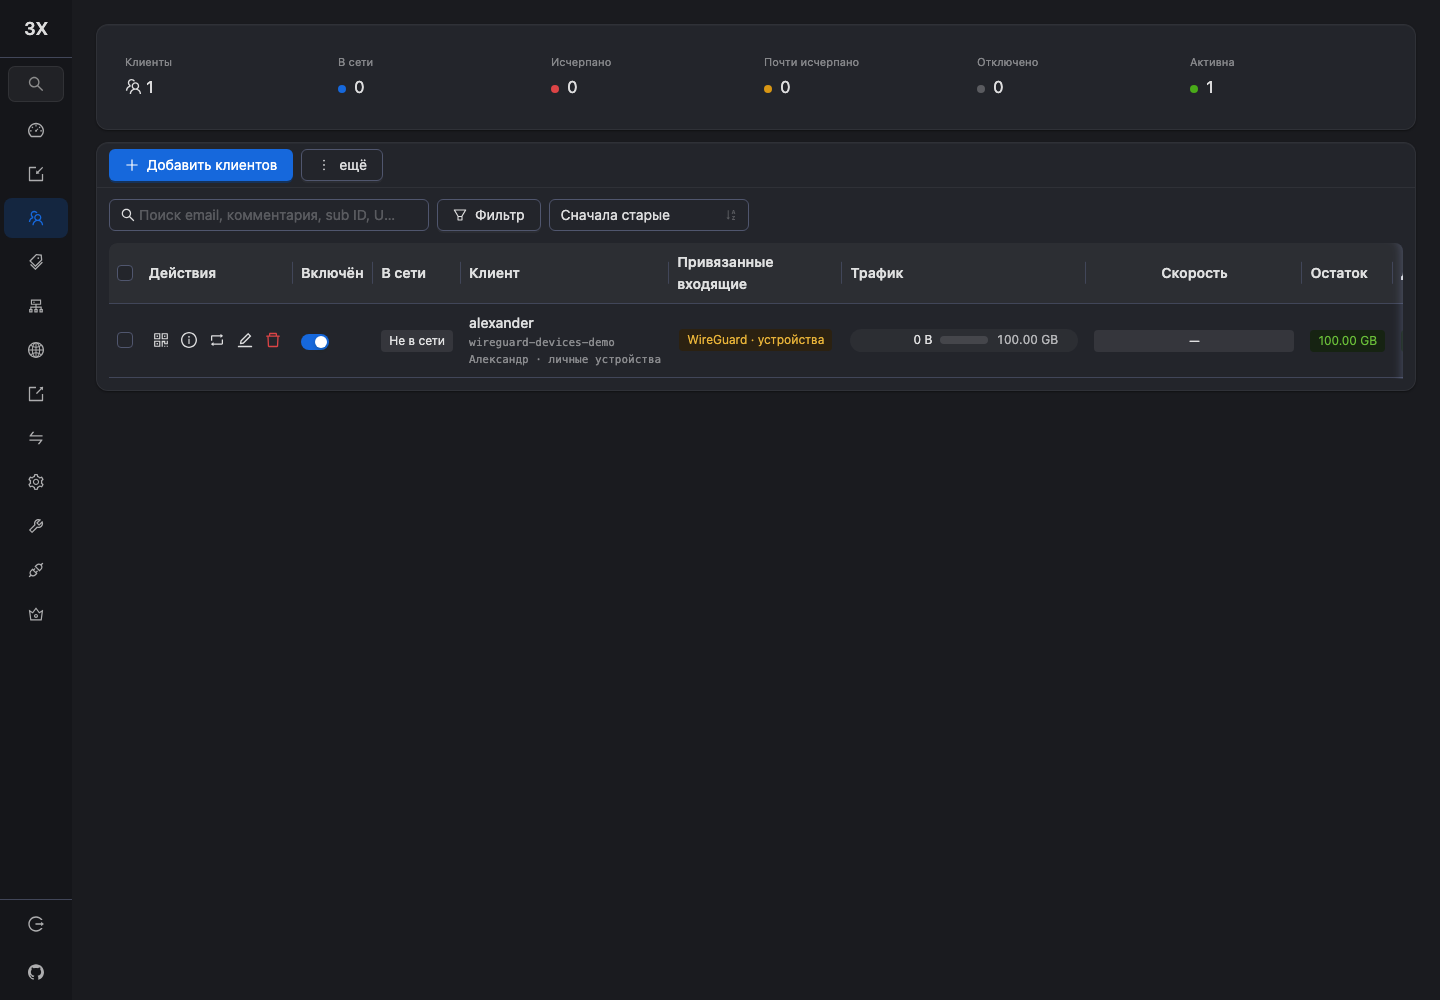 3X
Клиенты
1
В сети
0
Исчерпано
0
Почти исчерпано
0
Отключено
0
Активна
1
Добавить клиентов
ещё
Поиск email, комментария, sub ID, U...
Фильтр
Сначала старые
Действия
Включён
В сети
Клиент
Привязанные
входящие
Трафик
Скорость
Остаток
Не в сети
alexander
wireguard-devices-demo
Александр · личные устройства
WireGuard · устройства
0 B
100.00 GB
—
100.00 GB